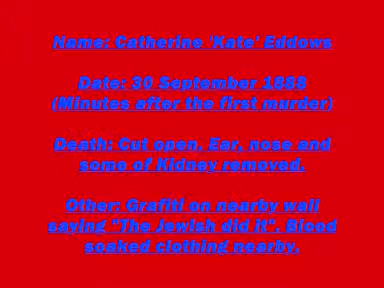 Name: Catherine 'Kate' Eddows
Date: 30 September 1888
(Minutes after the first murder)
Death: Cut open. Ear, nose and
some of Kidney removed.
Other: Grafiti on nearby wall
saying "The Jewish did it". Blood
soaked clothing nearby.